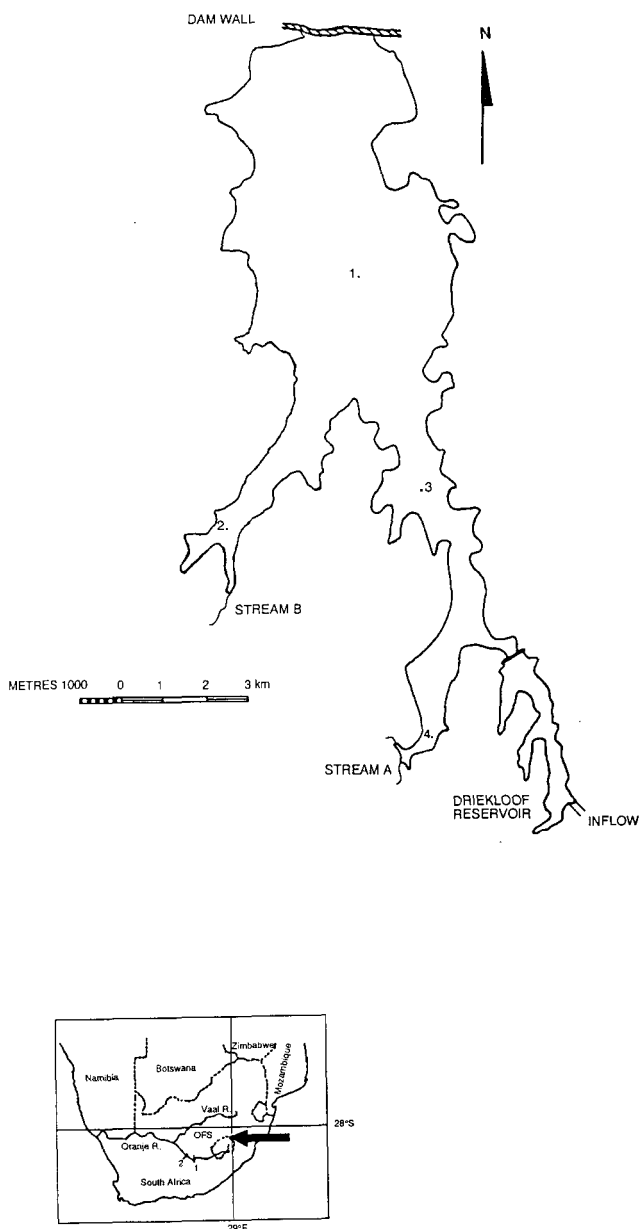 DAM WALL
N
1.
.3
2.
STREAM B
METRES 1000 0 1 2 3 km
4.
STREAM A
DRIEKLOOF
RESERVOIR
INFLOW
Zimbabwe
Namibia
Botswana
Mozambique
Vaal R.
28°S
OFS
Oranje R.
2 1
South Africa
29°E